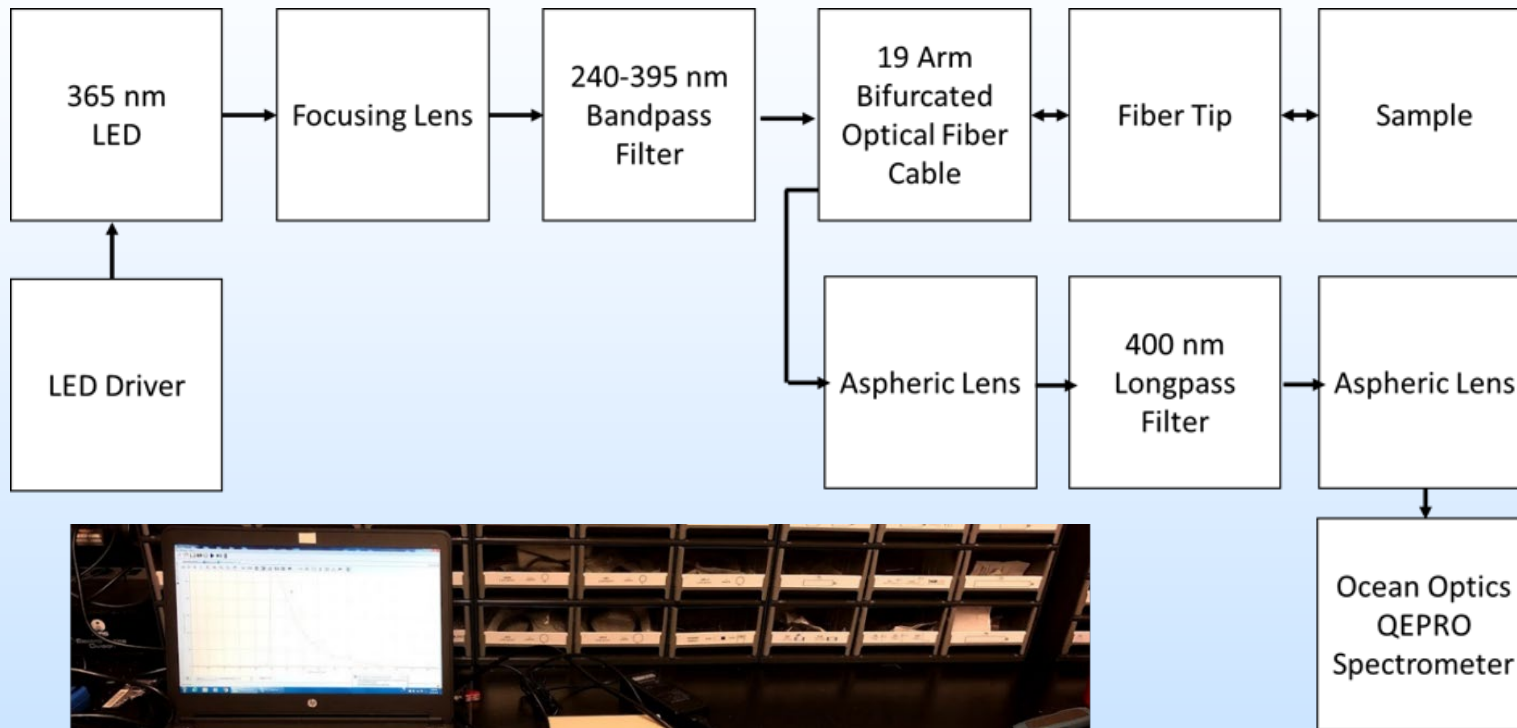 365 nm
LED
Focusing Lens
240-395 nm
Bandpass
Filter
19 Arm
Bifurcated
Optical Fiber
Cable
Fiber Tip
Sample
LED Driver
Aspheric Lens
400 nm
Longpass
Filter
Aspheric Lens
Ocean Optics
QEPRO
Spectrometer
hp